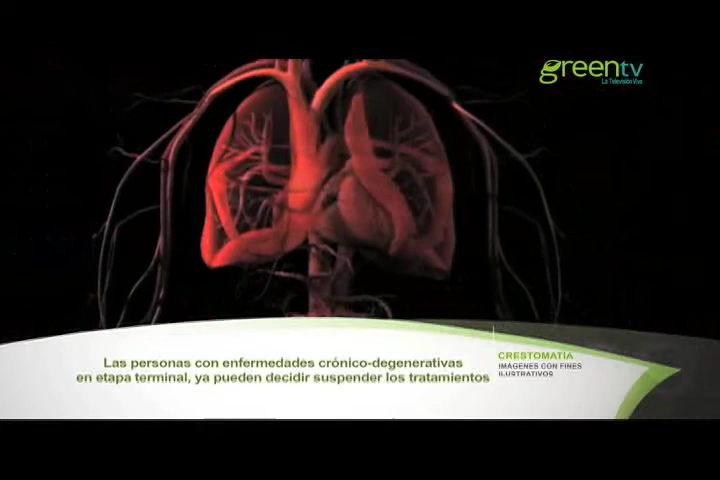 greentv
La Televisión Viva
Las personas con enfermedades crónico-degenerativas
en etapa terminal, ya pueden decidir suspender los tratamientos
CRESTOMATÍA
IMÁGENES CON FINES
ILUSTRATIVOS